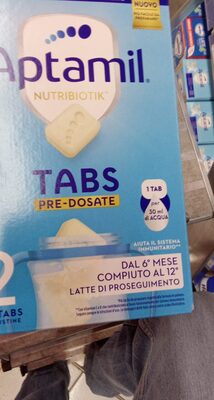 NUOVO
Aptamil
NUTRIBIOTIK
TABS
PRE-DOSATE
1 TAB
per
30 ml
di ACQUA
AIUTA IL SISTEMA
IMMUNITARIO**
2
DAL 6° MESE
COMPIUTO AL 12°
LATTE DI PROSEGUIMENTO
TABS